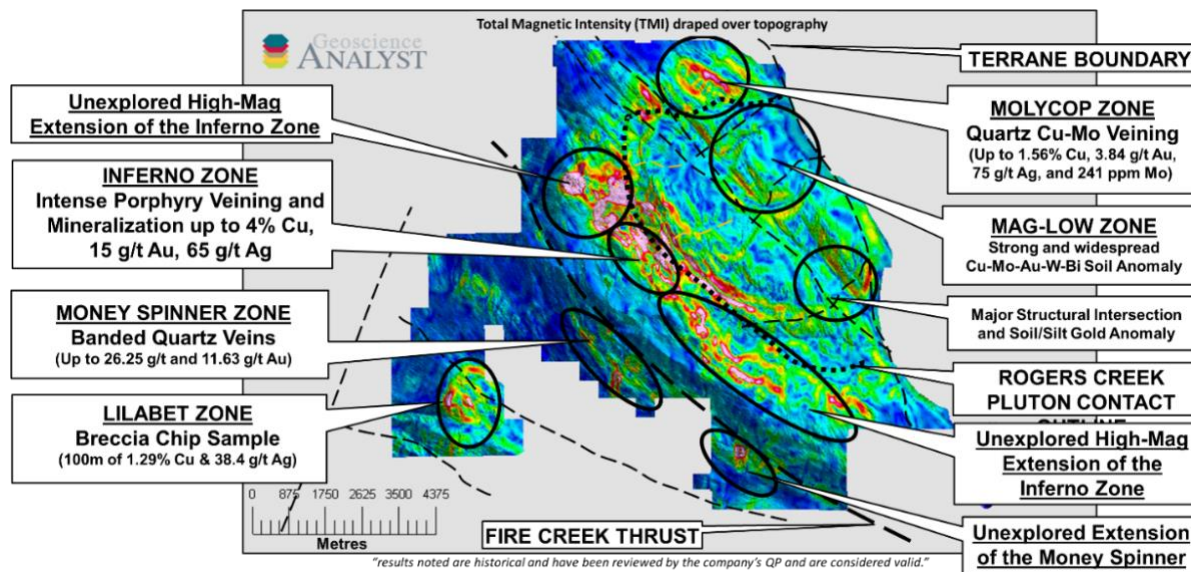 Total Magnetic Intensity (TMI) draped over topography
Geoscience
ANALYST
Unexplored High-Mag
Extension of the Inferno Zone
INFERNO ZONE
Intense Porphyry Veining and
Mineralization up to 4% Cu,
15 g/t Au, 65 g/t Ag
MONEY SPINNER ZONE
Banded Quartz Veins
(Up to 26.25 g/t and 11.63 g/t Au)
LILABET ZONE
Breccia Chip Sample
(100m of 1.29% Cu & 38.4 g/t Ag)
TERRANE BOUNDARY
MOLYCOP ZONE
Quartz Cu-Mo Veining
(Up to 1.56% Cu, 3.84 g/t Au,
75 g/t Ag, and 241 ppm Mo)
MAG-LOW ZONE
Strong and widespread
Cu-Mo-Au-W-Bi Soil Anomaly
Major Structural Intersection
and Soil/Silt Gold Anomaly
ROGERS CREEK
PLUTON CONTACT
OUTLINE
Unexplored High-Mag
Extension of the
Inferno Zone
Unexplored Extension
of the Money Spinner
0 875 1750 2625 3500 4375
Metres
FIRE CREEK THRUST
"results noted are historical and have been reviewed by the company's QP and are considered valid."